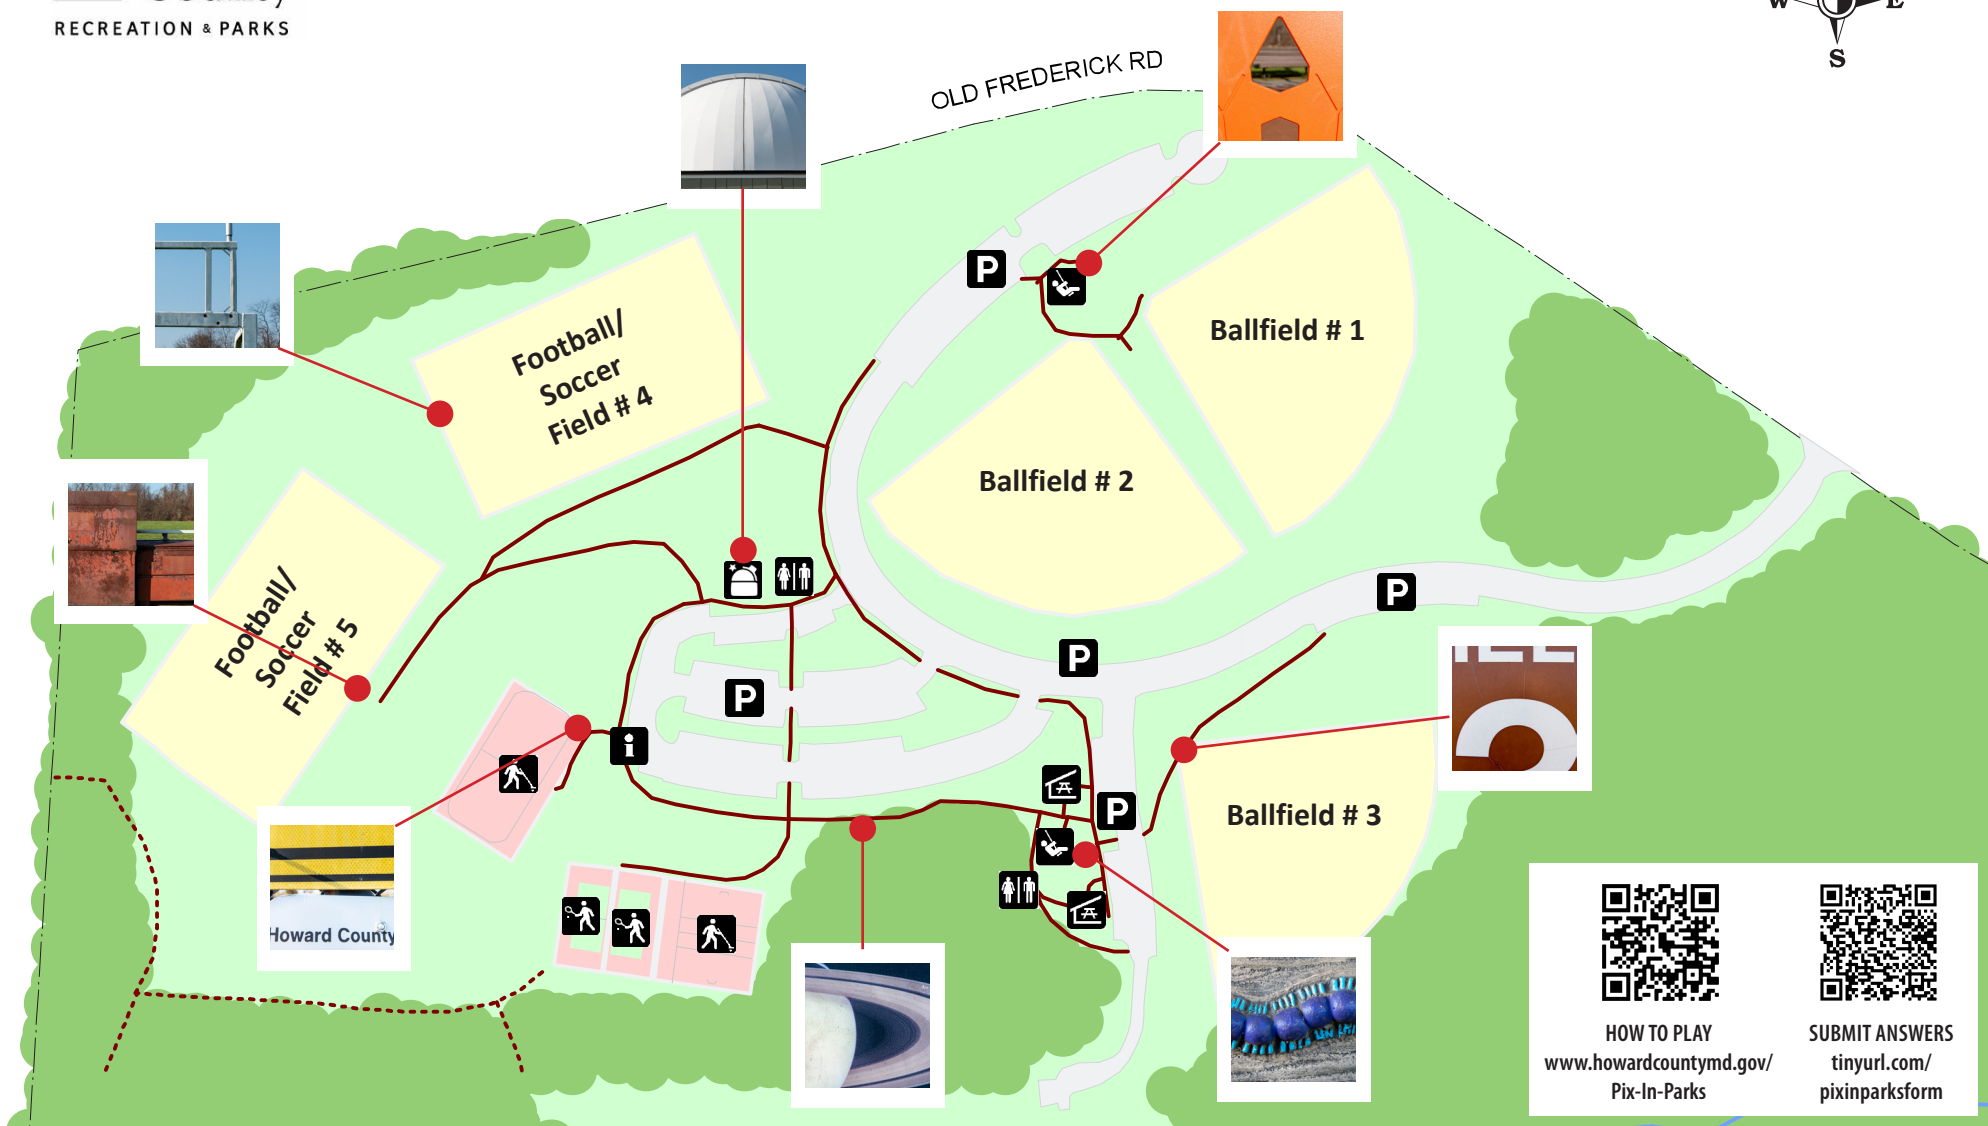 RECREATION & PARKS
W E
S
OLD FREDERICK RD
P
Football/
Soccer
Field # 4
Ballfield # 1
Ballfield # 2
Football/
Soccer
Field # 5
P
P
P
i
P
Ballfield # 3
Howard County
HOW TO PLAY
www.howardcountymd.gov/
Pix-In-Parks
SUBMIT ANSWERS
tinyurl.com/
pixinparksform